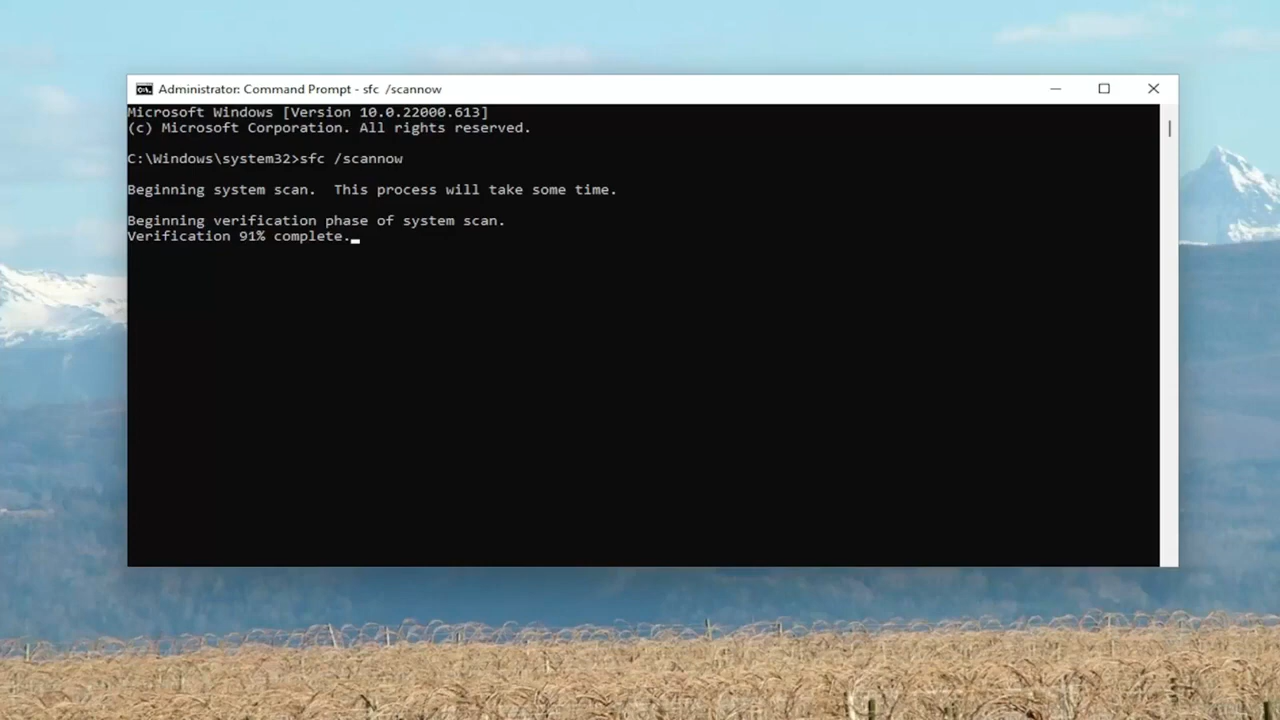 Administrator: Command Prompt - sfc  /scannow
Microsoft Windows [Version 10.0.22000.613]
(c) Microsoft Corporation. All rights reserved.
C:\Windows\system32>sfc /scannow
Beginning system scan.  This process will take some time.
Beginning verification phase of system scan.
Verification 91% complete.